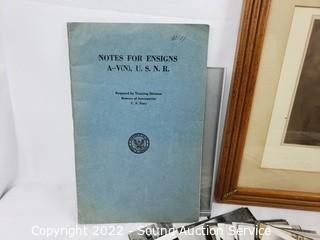 NOTES FOR ENSIGNS
A-V(N), U. S. N. R.
Prepared by Training Division
Bureau of Aeronautics
U. S. Navy
Copyright 2022 - Sound Auction Service